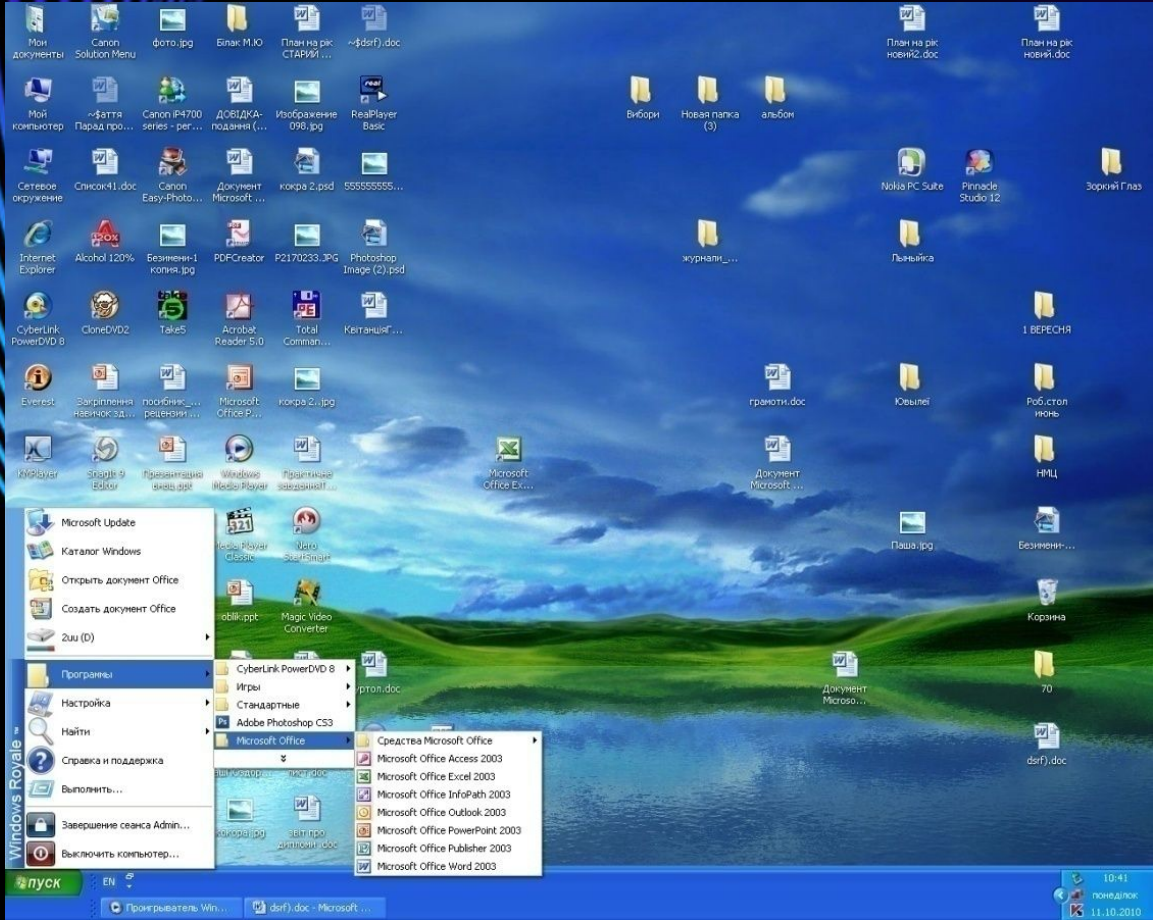 Мои
документы
Canon
Solution Menu
фото.jpg
Білак М.Ю
План на рік
СТАРИЙ ...
~$dsrf).doc
План на рік
новий2.doc
План на рік
новий.doc
Мой
компьютер
~$аття
Парад про...
Canon iP4700
series - рег...
ДОВІДКА-
подання (...
Изображение
098.jpg
RealPlayer
Basic
Вибори
Новая папка
(3)
альбом
Сетевое
окружение
Список41.doc
Canon
Easy-Photo...
Документ
Microsoft ...
кокра 2.psd
555555555...
Nokia PC Suite
Pinnacle
Studio 12
Зоркий Глаз
Internet
Explorer
Alcohol 120%
Безимени-1
копия.jpg
PDFCreator
P2170233.JPG
Photoshop
Image (2).psd
журнали_...
Лыныйка
CyberLink
PowerDVD 8
CloneDVD2
Take5
Acrobat
Reader 5.0
Total
Comman...
КвітанціяГ...
1 ВЕРЕСНЯ
Everest
Закріплення
навичок зд...
посибник_...
рецензии ...
Microsoft
Office P...
кокра 2..jpg
грамоти.doc
Ювылеї
Роб.стол
июнь
KMPlayer
SnagIt 9
Editor
Презентация
Windows
Media Player
Практичне
Microsoft
Office Ex...
Документ
Microsoft ...
НМЦ
Media Player
Classic
Nero
StartSmart
Паша.jpg
Безимени-...
oblik.ppt
Magic Video
Converter
Корзина
Документ
Microso...
70
dsrf).doc
Microsoft Update
Каталог Windows
Открыть документ Office
Создать документ Office
2uu (D)
Программы
Настройка
Найти
Справка и поддержка
Выполнить...
Завершение сеанса Admin...
Выключить компьютер...
Windows Royale ™
CyberLink PowerDVD 8
Игры
Стандартные
Adobe Photoshop CS3
Microsoft Office
Средства Microsoft Office
Microsoft Office Access 2003
Microsoft Office Excel 2003
Microsoft Office InfoPath 2003
Microsoft Office Outlook 2003
Microsoft Office PowerPoint 2003
Microsoft Office Publisher 2003
Microsoft Office Word 2003
звіт про
пуск
EN
Проигрыватель Win...
dsrf).doc - Microsoft ...
10:41
понеділок
11.10.2010